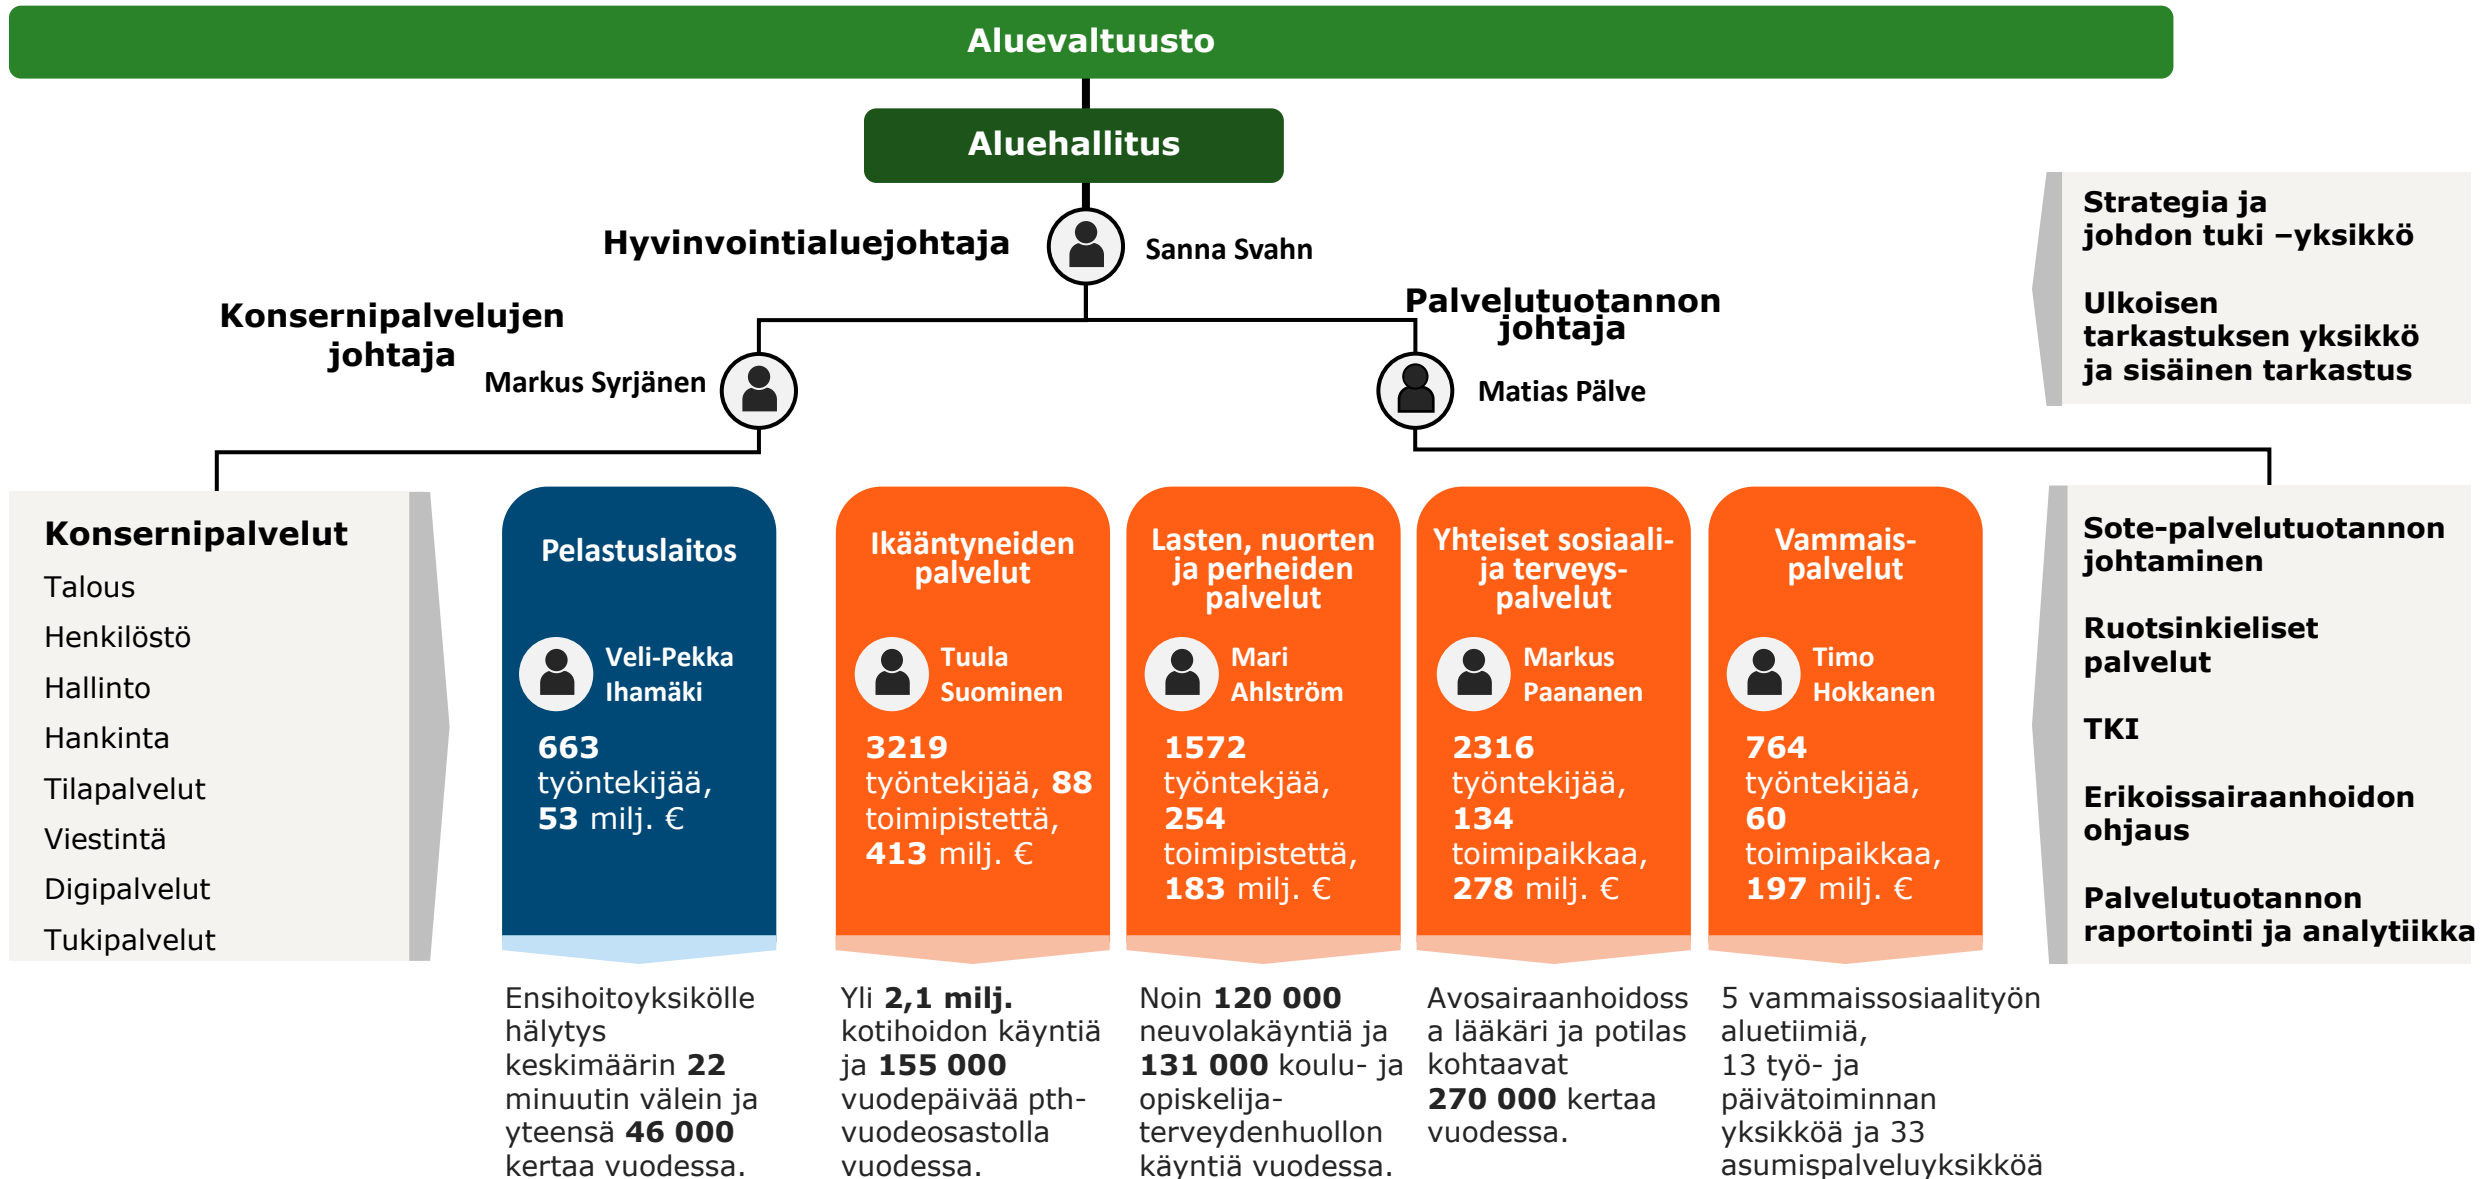 Aluevaltuusto
Aluehallitus
Hyvinvointialuejohtaja
Sanna Svahn
Strategia ja
johdon tuki –yksikkö
Ulkoisen
tarkastuksen yksikkö
ja sisäinen tarkastus
Konsernipalvelujen
johtaja
Markus Syrjänen
Palvelutuotannon
johtaja
Matias Pälve
Konsernipalvelut
Talous
Henkilöstö
Hallinto
Hankinta
Tilapalvelut
Viestintä
Digipalvelut
Tukipalvelut
Pelastuslaitos
Veli-Pekka
Ihamäki
663
työntekijää,
53 milj. €
Ensihoitoyksikölle
hälytys
keskimäärin 22
minuutin välein ja
yteensä 46 000
kertaa vuodessa.
Ikääntyneiden
palvelut
Tuula
Suominen
3219
työntekijää, 88
toimipistettä,
413 milj. €
Yli 2,1 milj.
kotihoidon käyntiä
ja 155 000
vuodepäivää pth-
vuodeosastolla
vuodessa.
Lasten, nuorten
ja perheiden
palvelut
Mari
Ahlström
1572
työntekjää,
254
toimipistettä,
183 milj. €
Noin 120 000
neuvolakäyntiä ja
131 000 koulu- ja
opiskelija-
terveydenhuollon
käyntiä vuodessa.
Yhteiset sosiaali-
ja terveys-
palvelut
Markus
Paananen
2316
työntekijää,
134
toimipaikkaa,
278 milj. €
Avosairaanhoidoss
a lääkäri ja potilas
kohtaavat
270 000 kertaa
vuodessa.
Vammais-
palvelut
Timo
Hokkanen
764
työntekijää,
60
toimipaikkaa,
197 milj. €
5 vammaissosiaalityön
aluetiimiä,
13 työ- ja
päivätoiminnan
yksikköä ja 33
asumispalveluyksikköä
Sote-palvelutuotannon
johtaminen
Ruotsinkieliset
palvelut
TKI
Erikoissairaanhoidon
ohjaus
Palvelutuotannon
raportointi ja analytiikka